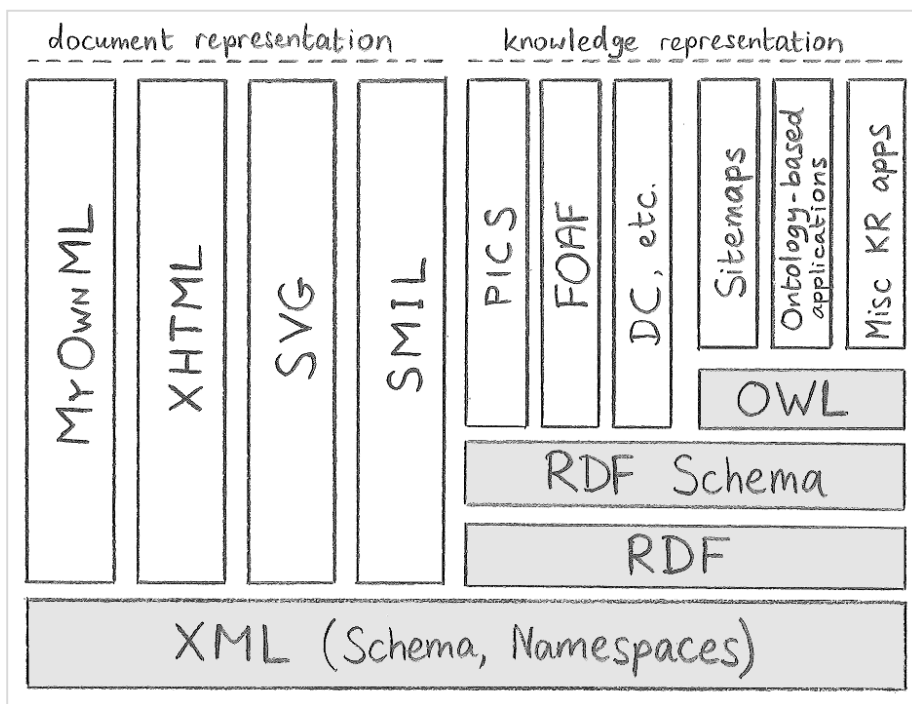 document representation
knowledge representation
MYOWNML
XHTML
SVG
SMIL
PICS
FOAF
DC, etc.
Sitemaps
Ontology-based
applications
Misc KR apps
OWL
RDF Schema
RDF
XML (Schema, Namespaces)